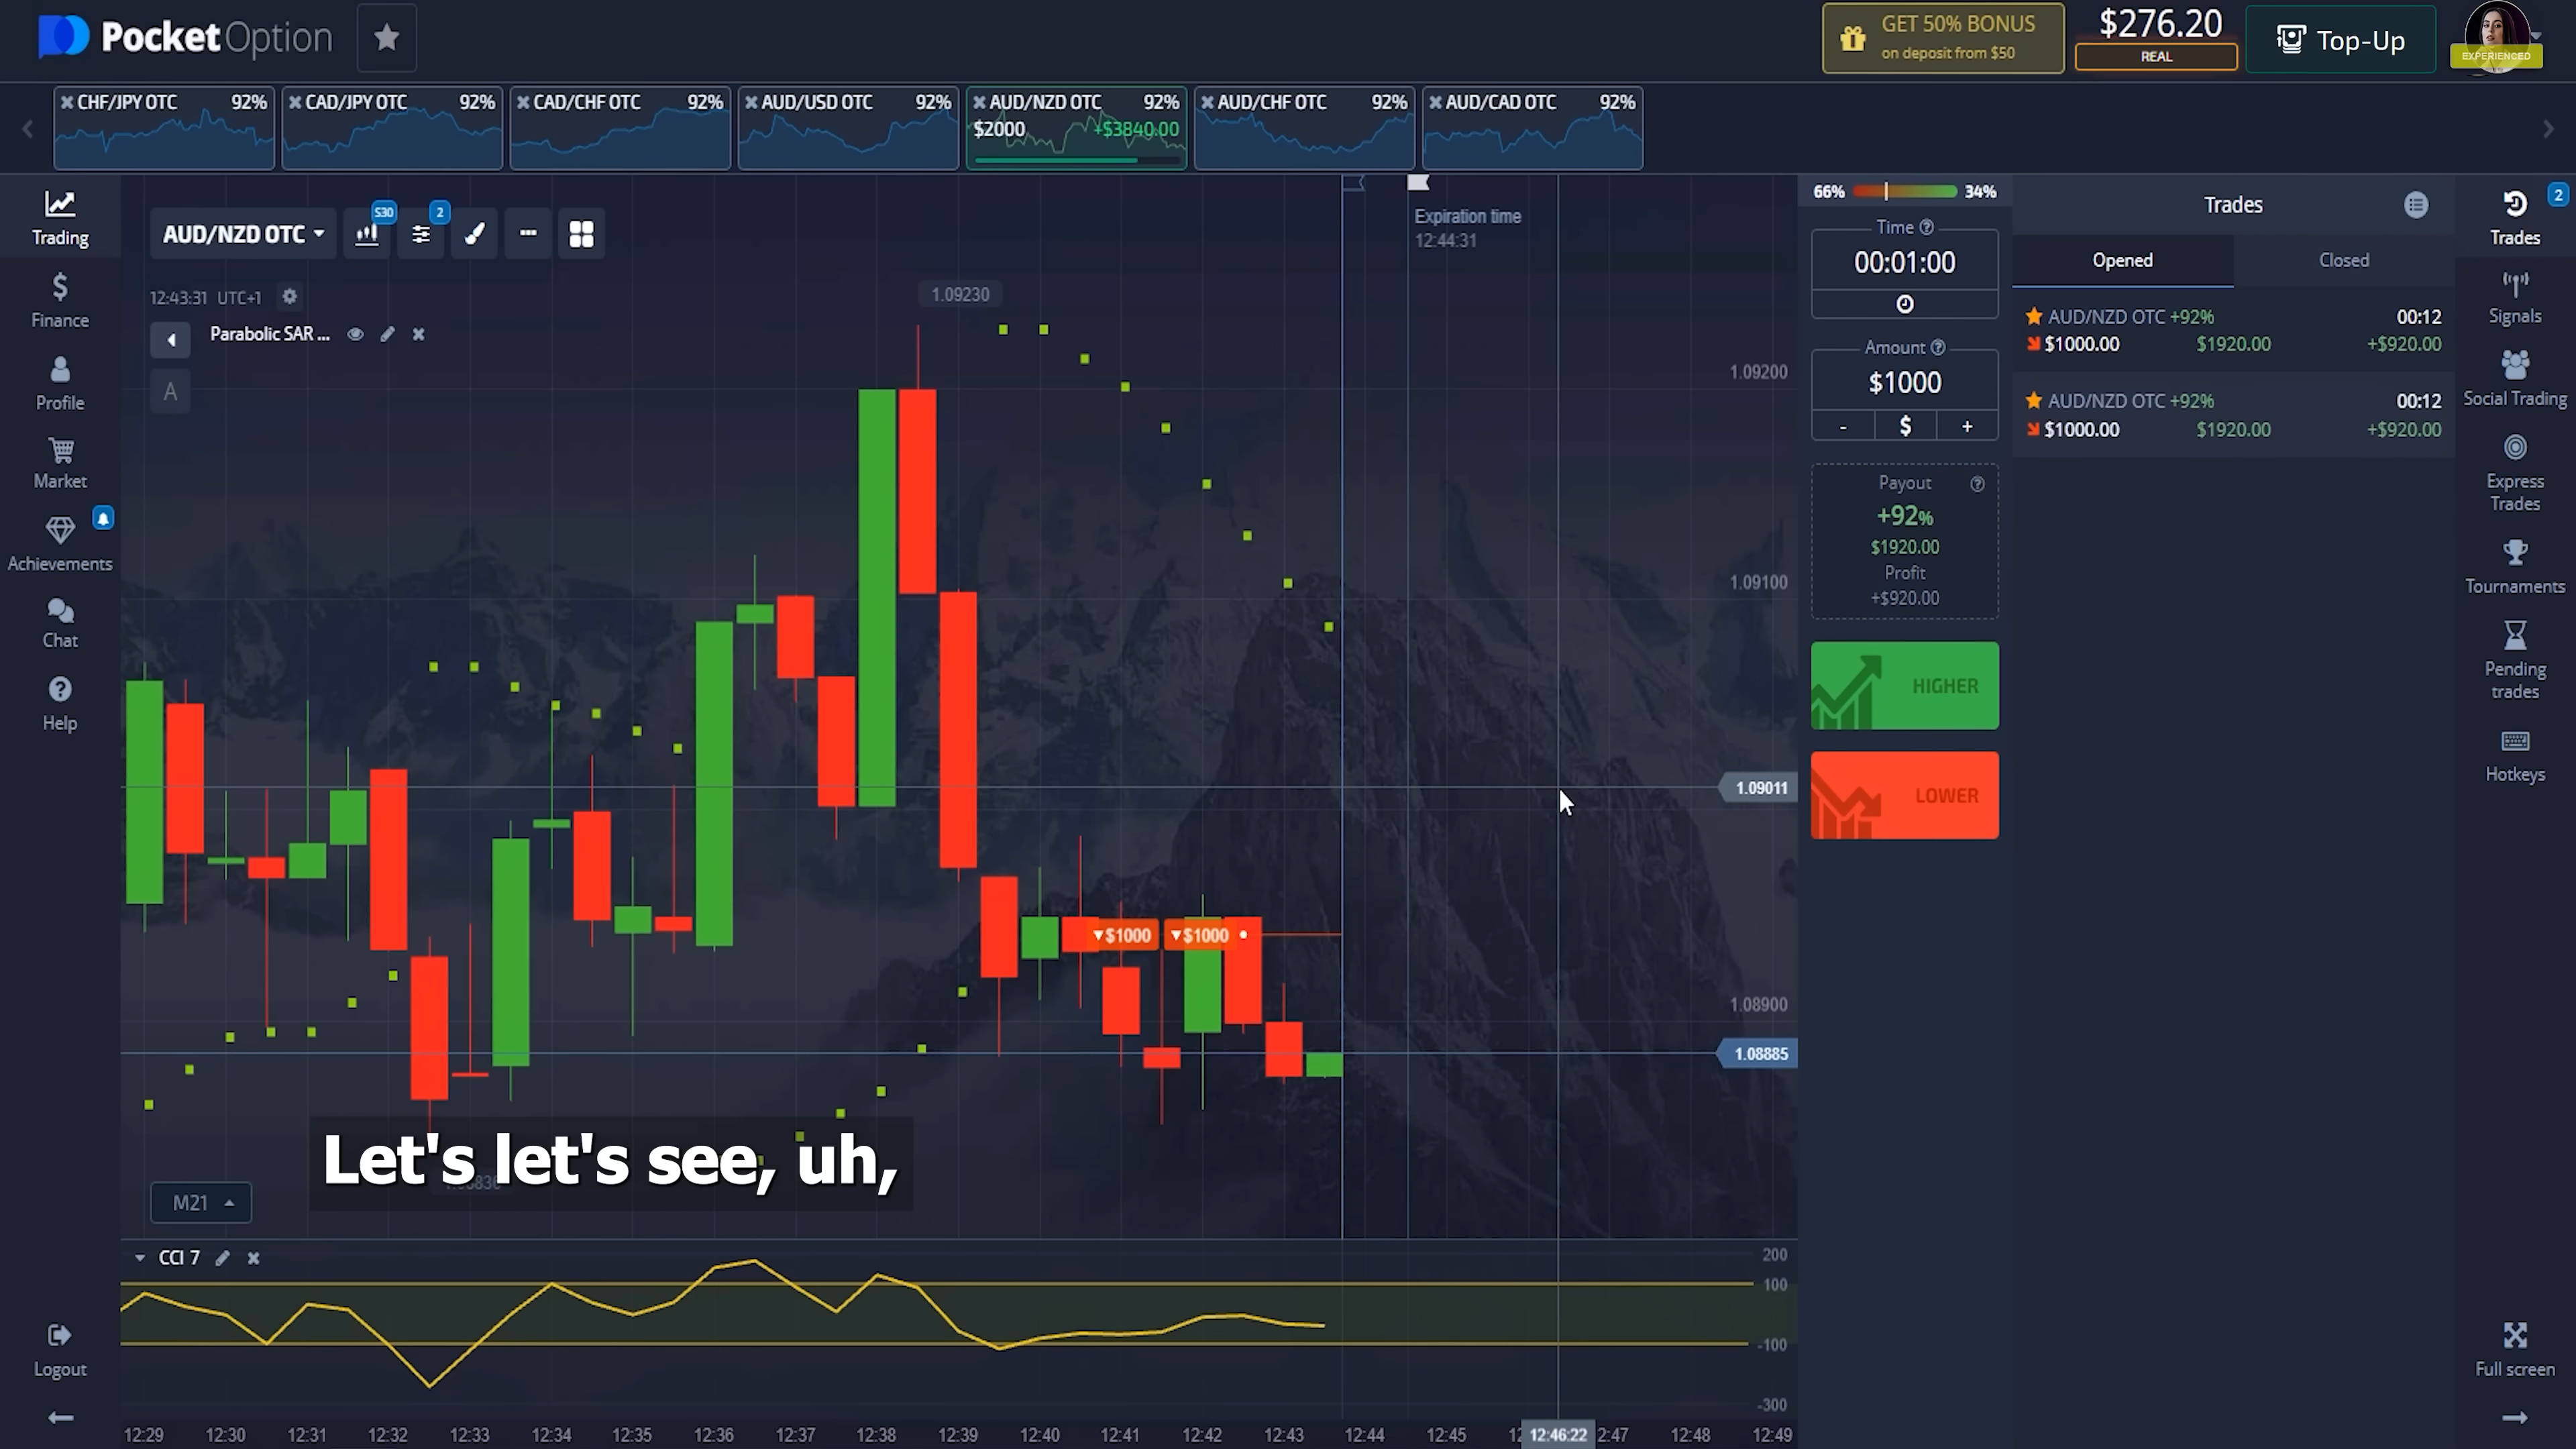 Pocket Option
GET 50% BONUS
on deposit from $50
$276.20
REAL
Top-Up
EXPERIENCED
CHF/JPY OTC 92%
CAD/JPY OTC 92%
CAD/CHF OTC 92%
AUD/USD OTC 92%
AUD/NZD OTC 92%
$2000 +$3840.00
AUD/CHF OTC 92%
AUD/CAD OTC 92%
Trading
Finance
Profile
Market
Achievements
Chat
Help
Logout
AUD/NZD OTC
S30
2
12:43:31 UTC+1
Parabolic SAR ...
A
Expiration time
12:44:31
1.09230
1.09200
1.09100
1.09011
1.08900
1.08885
$1000
$1000
Let's let's see, uh,
M21
CCI 7
200
100
-100
-300
12:29 12:30 12:31 12:32 12:33 12:34 12:35 12:36 12:37 12:38 12:39 12:40 12:41 12:42 12:43 12:44 12:45 12:46:22 2:47 12:48 12:49
66% 34%
Time
00:01:00
Amount
$1000
- $ +
Payout
+92%
$1920.00
Profit
+$920.00
HIGHER
LOWER
Trades
Opened Closed
AUD/NZD OTC +92% 00:12
$1000.00 $1920.00 +$920.00
AUD/NZD OTC +92% 00:12
$1000.00 $1920.00 +$920.00
2
Trades
Signals
Social Trading
Express
Trades
Tournaments
Pending
trades
Hotkeys
Full screen